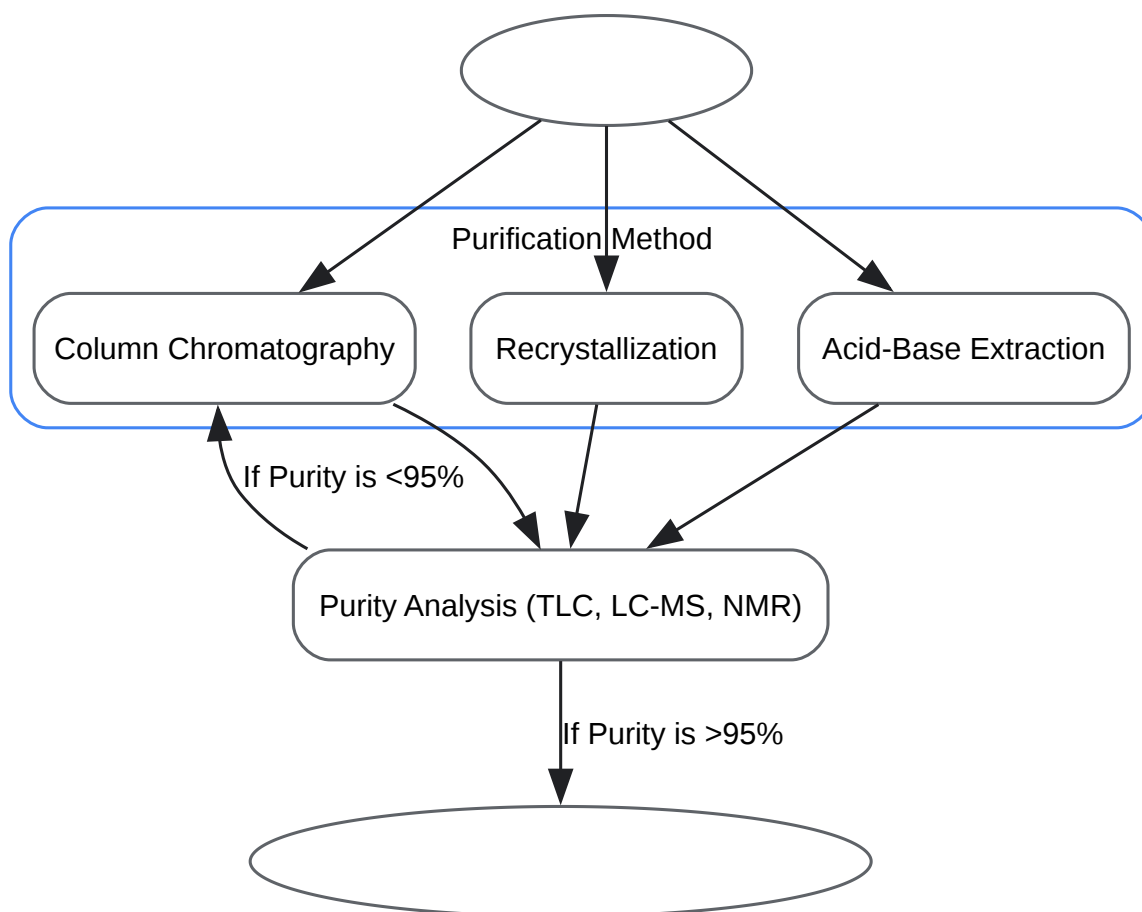 Purification Method
Column Chromatography
Recrystallization
Acid-Base Extraction
If Purity is <95%
Purity Analysis (TLC, LC-MS, NMR)
If Purity is >95%